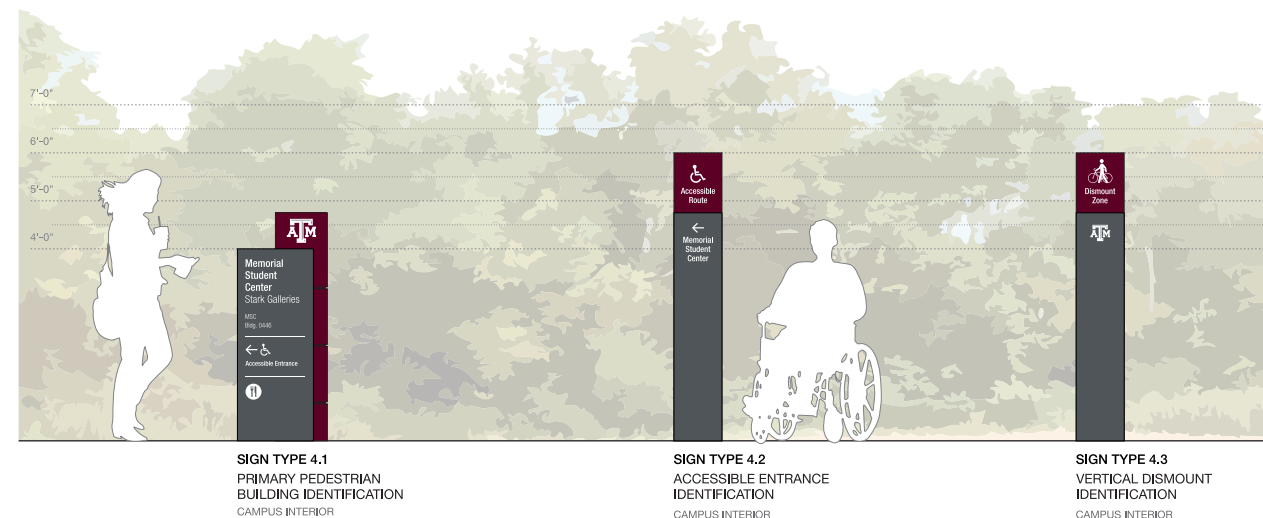 7'-0"
6'-0"
5'-0"
4'-0"
ATM
Memorial
Student
Center
Stark Galleries
MSC
Bldg. 0446
← 
Accessible Entrance
SIGN TYPE 4.1
PRIMARY PEDESTRIAN
BUILDING IDENTIFICATION
CAMPUS INTERIOR
Accessible
Route
←
Memorial
Student
Center
SIGN TYPE 4.2
ACCESSIBLE ENTRANCE
IDENTIFICATION
CAMPUS INTERIOR
Dismount
Zone
ATM
SIGN TYPE 4.3
VERTICAL DISMOUNT
IDENTIFICATION
CAMPUS INTERIOR